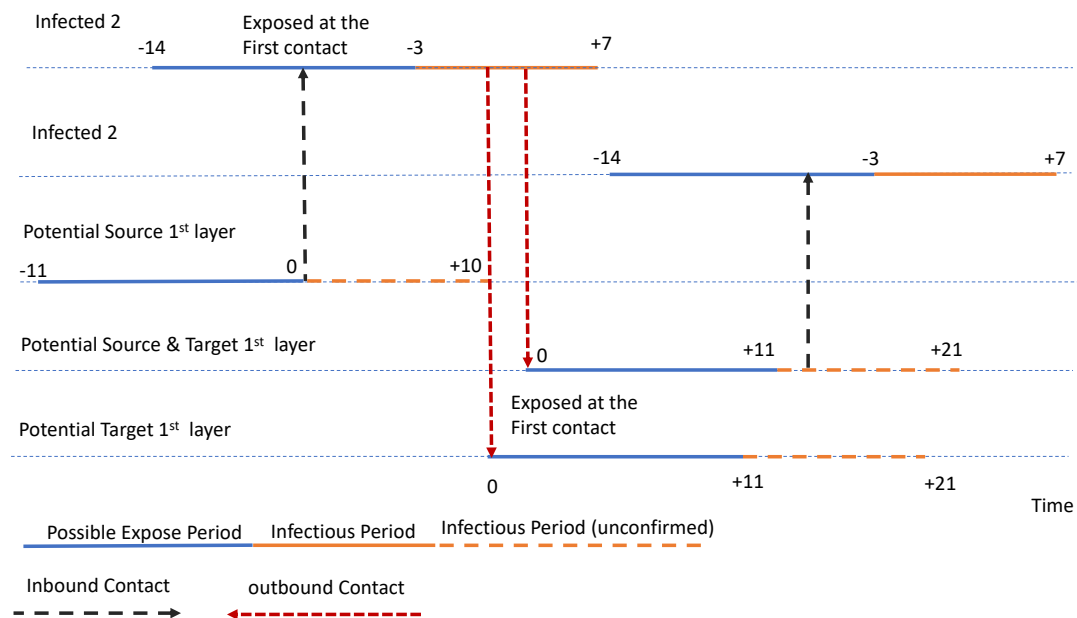 Infected 2
Exposed at the
First contact
-14
-3
+7
Infected 2
-14
-3
+7
Potential Source 1st layer
-11
0
+10
Potential Source & Target 1st layer
0
+11
+21
Exposed at the
First contact
Potential Target 1st layer
0
+11
+21
Time
Possible Expose Period
Infectious Period
Infectious Period (unconfirmed)
Inbound Contact
outbound Contact